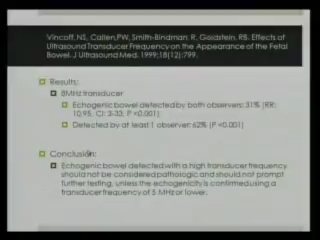 Vincoff, NS, Callen,PW, Smith-Bindman, R, Goldstein, RB. Effects of
Ultrasound Transducer Frequency on the Appearance of the Fetal
Bowel. J Ultrasound Med. 1999;18(12):799.
Results:
8MHz transducer
Echogenic bowel detected by both observers: 31% (RR:
10.95, CI: 3-33, P <0.001)
Detected by at least 1 observer: 62% (P <0.001)
Conclusion:
Echogenic bowel detected with a high transducer frequency
should not be considered pathologic and should not prompt
further testing, unless the echogenicity is confirmed using a
transducer frequency of 5 MHz or lower.